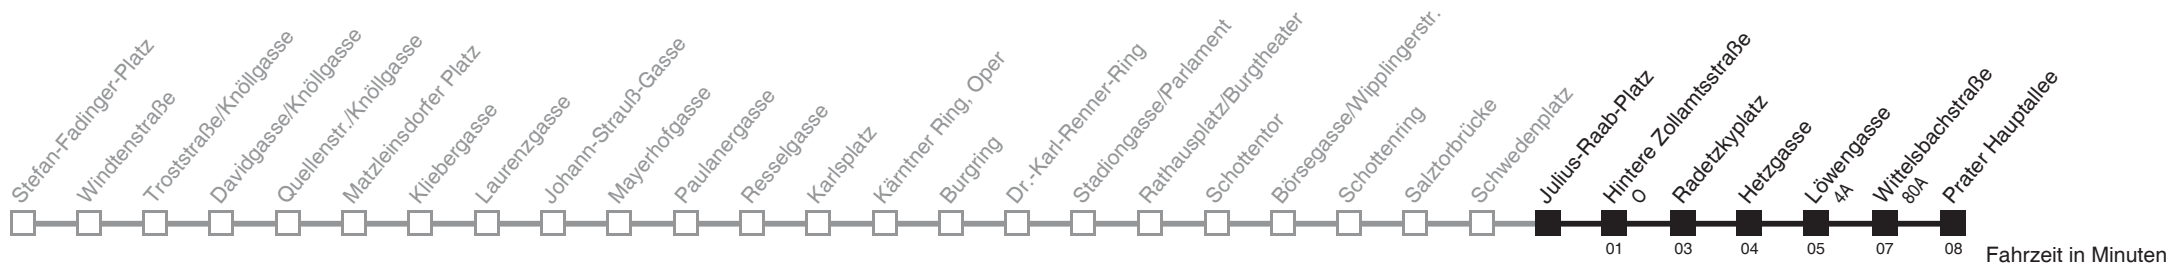 Stefan-Fadinger-Platz
Windtenstraße
Troststraße/Knöllgasse
Davidgasse/Knöllgasse
Quellenstr./Knöllgasse
Matzleinsdorfer Platz
Kliebergasse
Laurenzgasse
Johann-Strauß-Gasse
Mayerhofgasse
Paulanergasse
Resselgasse
Karlsplatz
Kärntner Ring, Oper
Burgring
Dr.-Karl-Renner-Ring
Stadiongasse/Parlament
Rathausplatz/Burgtheater
Schottentor
Börsegasse/Wipplingerstr.
Schottenring
Salztorbrücke
Schwedenplatz
Julius-Raab-Platz
Hintere Zollamtsstraße
O
Radetzkyplatz
Hetzgasse
Löwengasse
4A
Wittelsbachstraße
80A
Prater Hauptallee
01 03 04 05 07 08
Fahrzeit in Minuten